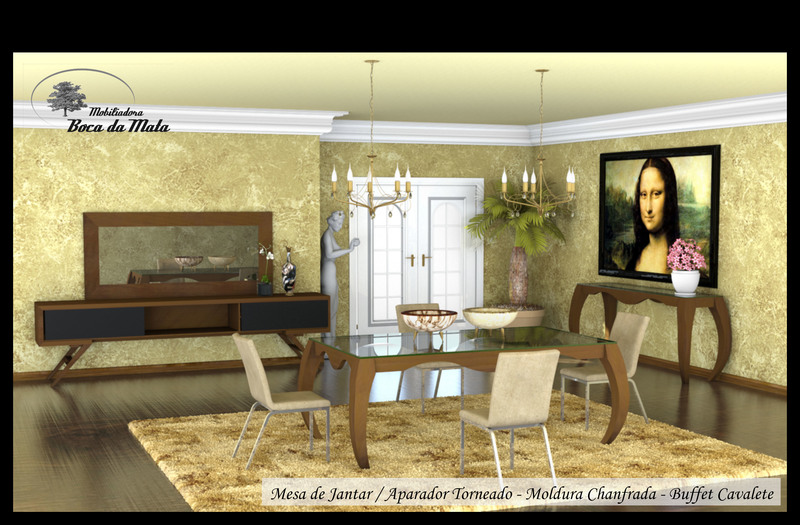 Mobiliadora
Boca da Mata
Mesa de Jantar / Aparador Torneado - Moldura Chanfrada - Buffet Cavalete